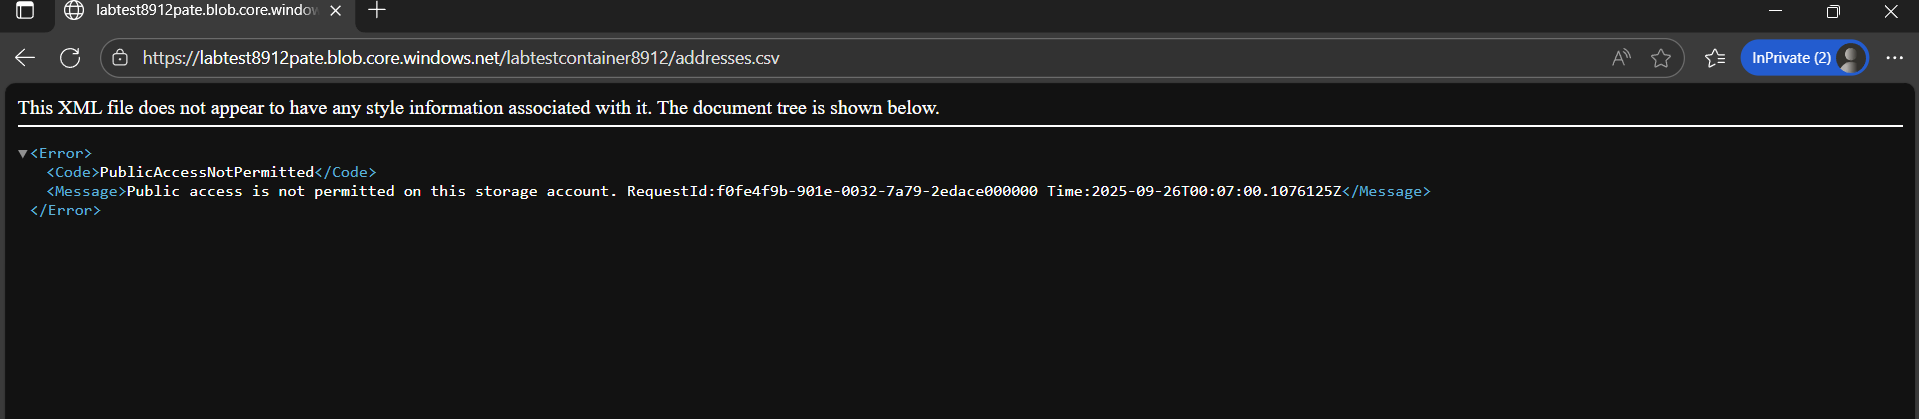 labtest8912pate.blob.core.window
https://labtest8912pate.blob.core.windows.net/labtestcontainer8912/addresses.csv
InPrivate (2)
This XML file does not appear to have any style information associated with it. The document tree is shown below.
▼<Error>
<Code>PublicAccessNotPermitted</Code>
<Message>Public access is not permitted on this storage account. RequestId:f0fe4f9b-901e-0032-7a79-2edace000000 Time:2025-09-26T00:07:00.1076125Z</Message>
</Error>